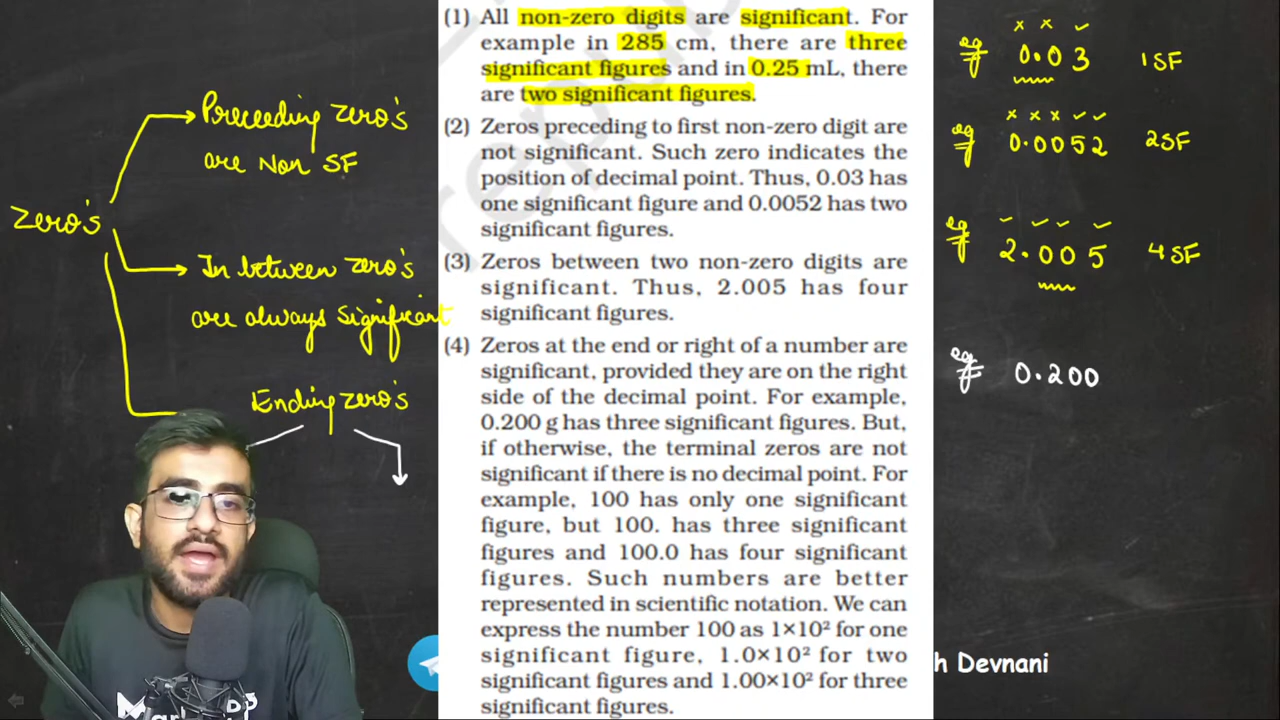 Zero's
Preceeding Zero's
are Non SF
In between Zero's
are always Significant
Ending zero's
(1) All non-zero digits are significant. For
example in 285 cm, there are three
significant figures and in 0.25 mL, there
are two significant figures.
(2) Zeros preceding to first non-zero digit are
not significant. Such zero indicates the
position of decimal point. Thus, 0.03 has
one significant figure and 0.0052 has two
significant figures.
(3) Zeros between two non-zero digits are
significant. Thus, 2.005 has four
significant figures.
(4) Zeros at the end or right of a number are
significant, provided they are on the right
side of the decimal point. For example,
0.200 g has three significant figures. But,
if otherwise, the terminal zeros are not
significant if there is no decimal point. For
example, 100 has only one significant
figure, but 100. has three significant
figures and 100.0 has four significant
figures. Such numbers are better
represented in scientific notation. We can
express the number 100 as 1×10² for one
significant figure, 1.0×10² for two
significant figures and 1.00×10² for three
significant figures.
× × ✓
eg 0.03 1SF
× × × ✓ ✓
eg 0.0052 2SF
✓ ✓ ✓ ✓
eg 2.005 4SF
eg 0.200
h Devnani